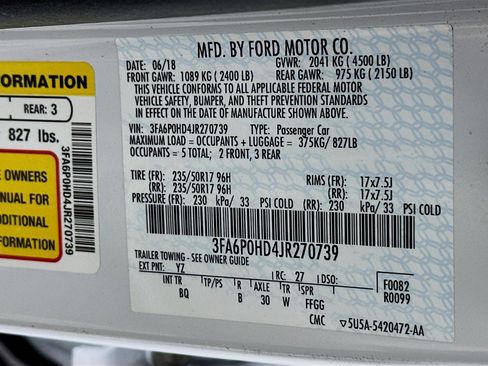 FORMATION
REAR: 3
827 lbs.
E OWNERS
ANUAL FOR
DDITIONAL
ORMATION
3FA6P0HD4JR270739
MFD. BY FORD MOTOR CO.
DATE: 06/18 GVWR: 2041 KG ( 4500 LB)
FRONT GAWR: 1089 KG ( 2400 LB) REAR GAWR: 975 KG ( 2150 LB)
THIS VEHICLE CONFORMS TO ALL APPLICABLE FEDERAL MOTOR
VEHICLE SAFETY, BUMPER, AND THEFT PREVENTION STANDARDS
IN EFFECT ON THE DATE OF MANUFACTURE SHOWN ABOVE.
VIN: 3FA6P0HD4JR270739 TYPE: Passenger Car
MAXIMUM LOAD = OCCUPANTS + LUGGAGE = 375KG / 827LB
OCCUPANTS = 5 TOTAL; 2 FRONT, 3 REAR
TIRE (FR): 235/50R17 96H RIMS (FR): 17x7.5J
(RR): 235/50R17 96H (RR): 17x7.5J
PRESSURE (FR): 230 kPa/ 33 PSI COLD (RR): 230 kPa/ 33 PSI COLD
3FA6P0HD4JR270739
TRAILER TOWING - SEE OWNER GUIDE
EXT PNT: YZ RC: 27 DSO: F0082
INT TR TP/PS R AXLE TR SPR R0099
BQ B 30 W FFGG
CMC 5U5A-5420472-AA